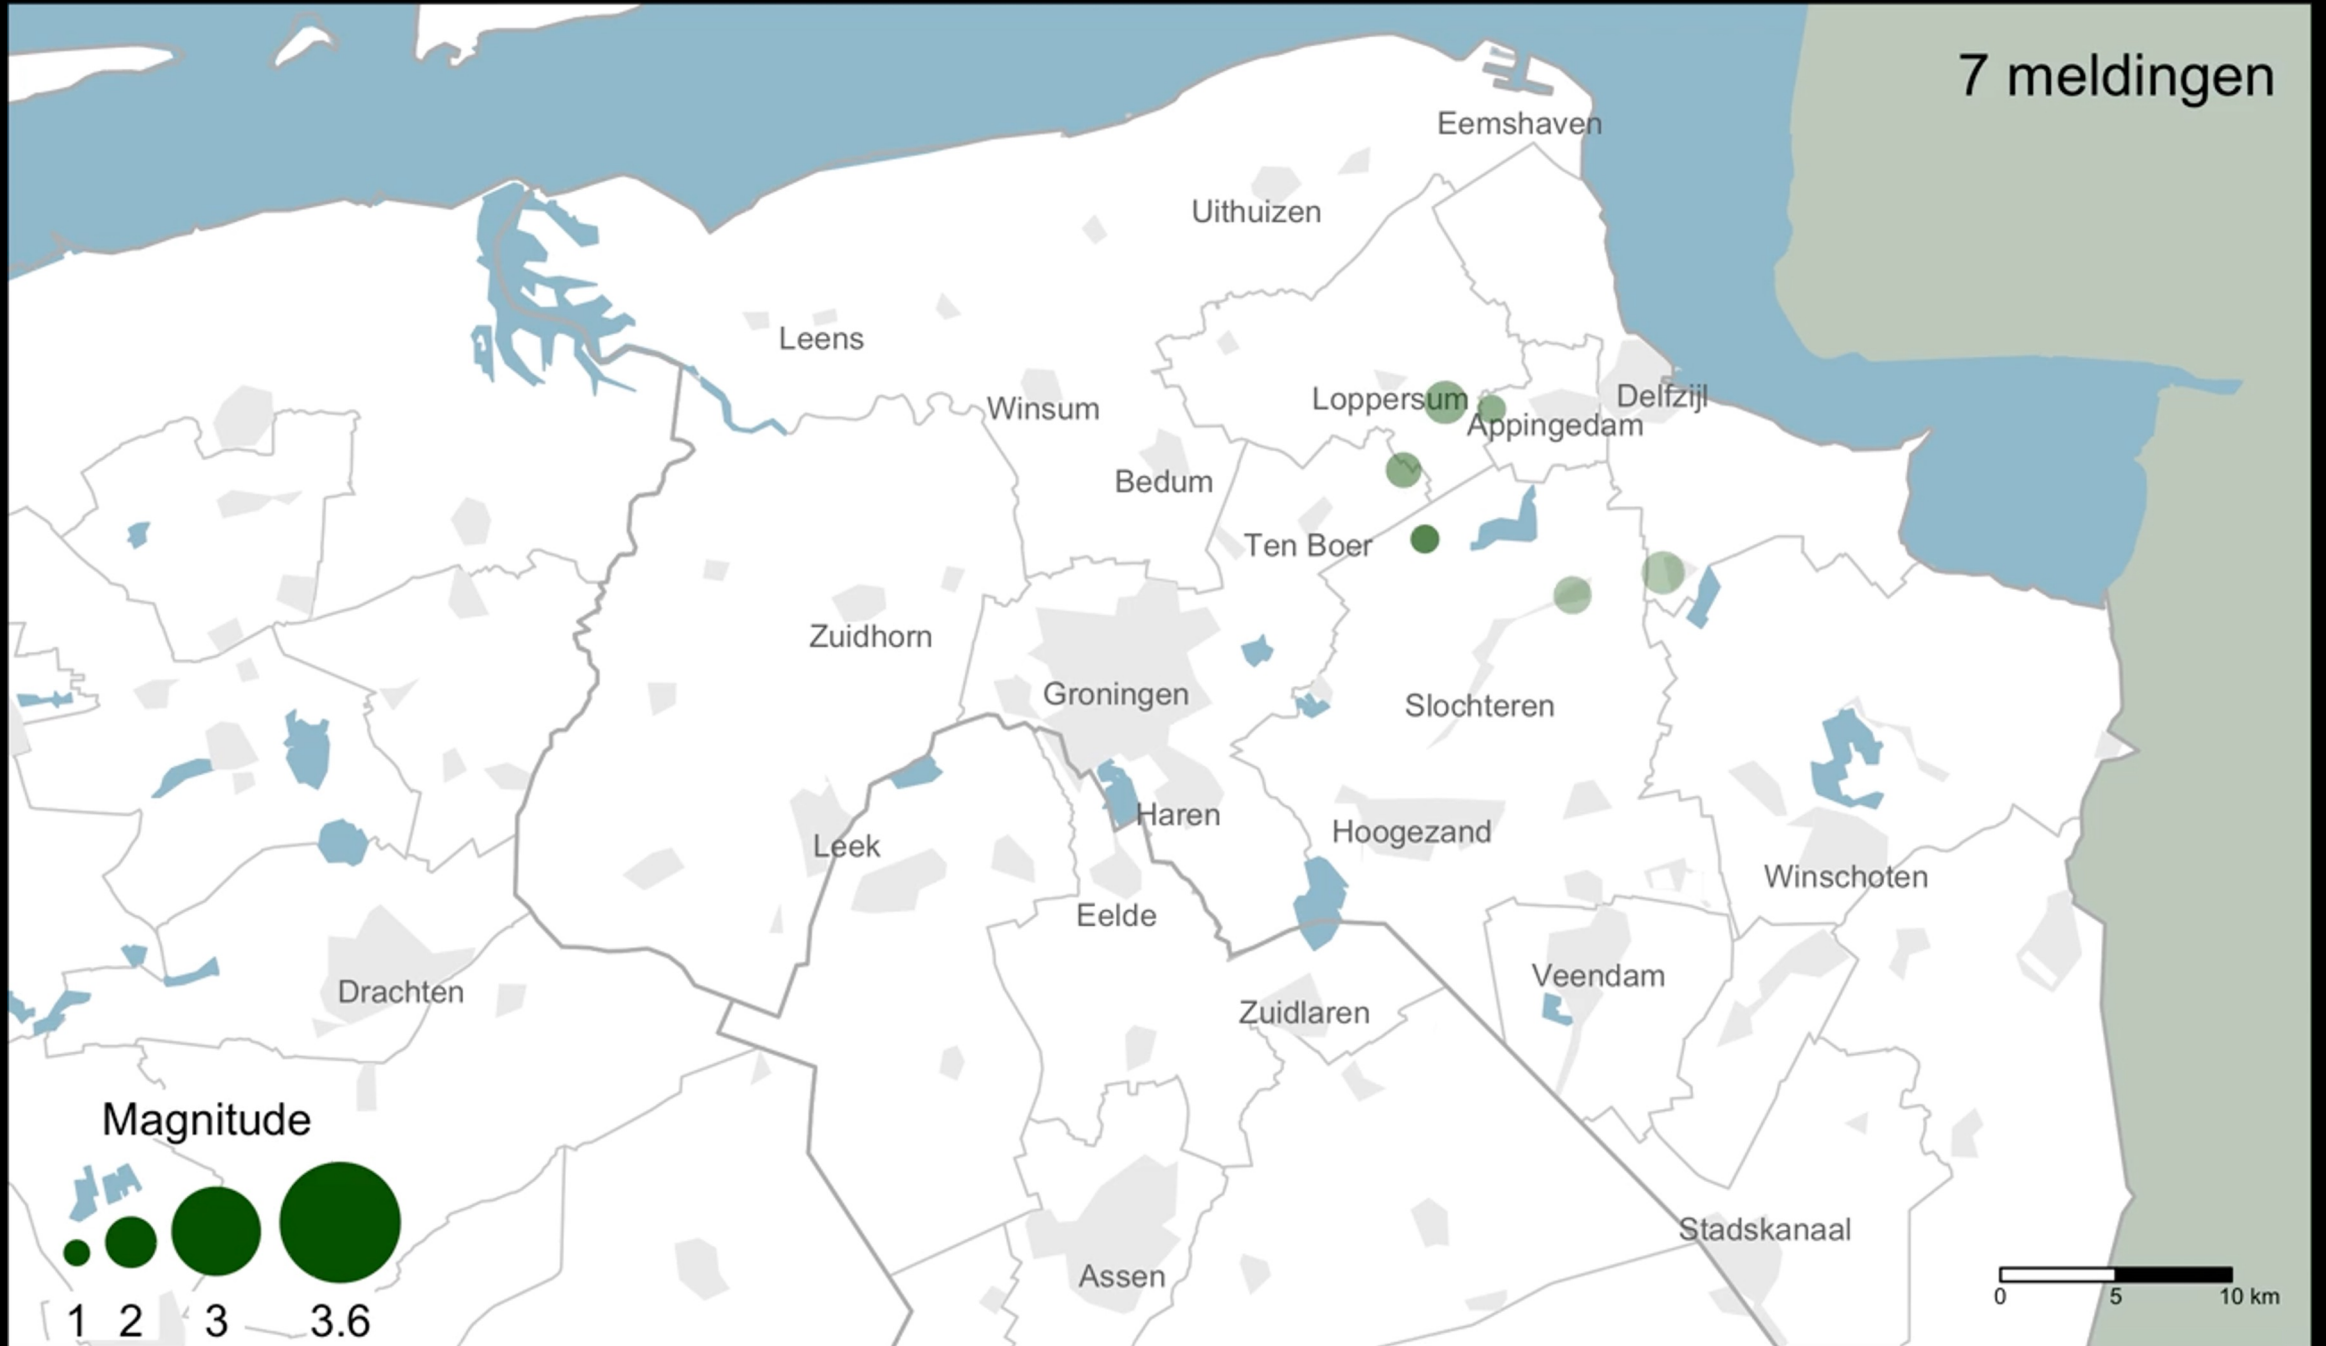 7 meldingen
Eemshaven
Uithuizen
Leens
Winsum
Loppersum
Delfzijl
Appingedam
Bedum
Ten Boer
Zuidhorn
Groningen
Slochteren
Haren
Hoogezand
Leek
Winschoten
Eelde
Veendam
Drachten
Zuidlaren
Magnitude
Stadskanaal
Assen
0 5 10 km
1 2 3 3.6